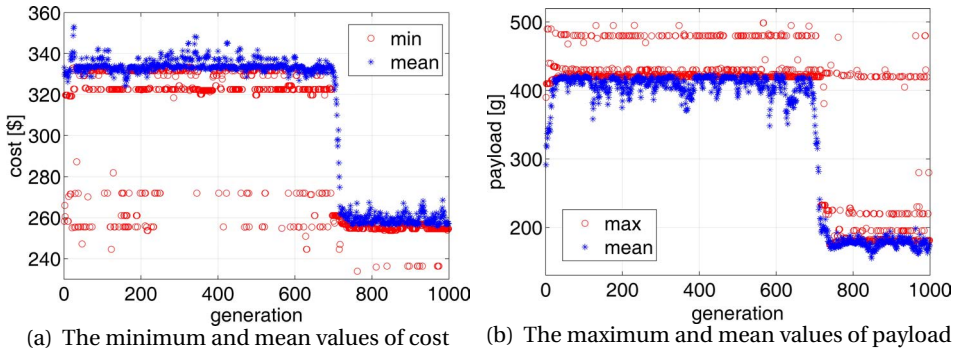 360
340
320
300
280
260
240
cost [$]
min
mean
0 200 400 600 800 1000
generation
(a) The minimum and mean values of cost
500
400
300
200
payload [g]
max
mean
0 200 400 600 800 1000
generation
(b) The maximum and mean values of payload